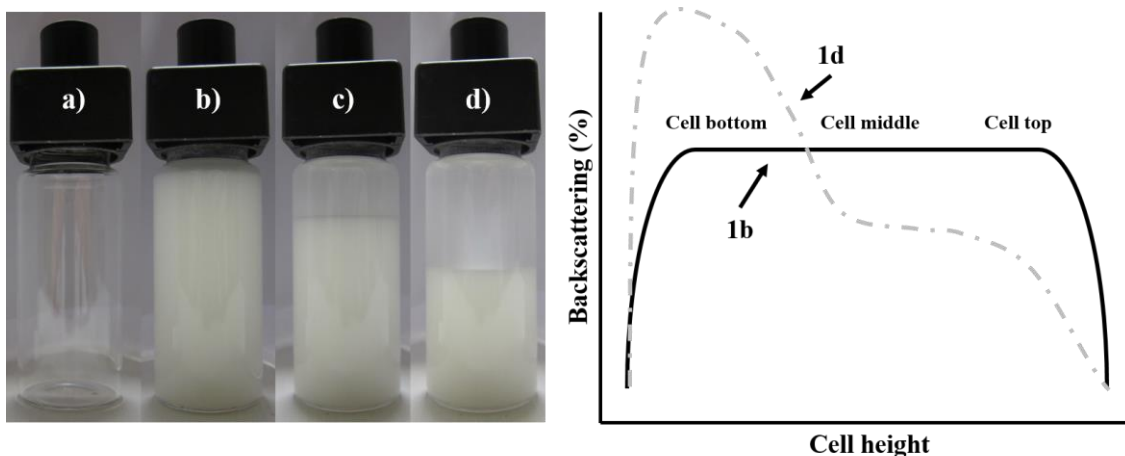 a)
b)
c)
d)
Backscattering (%)
1d
Cell bottom
Cell middle
Cell top
1b
Cell height